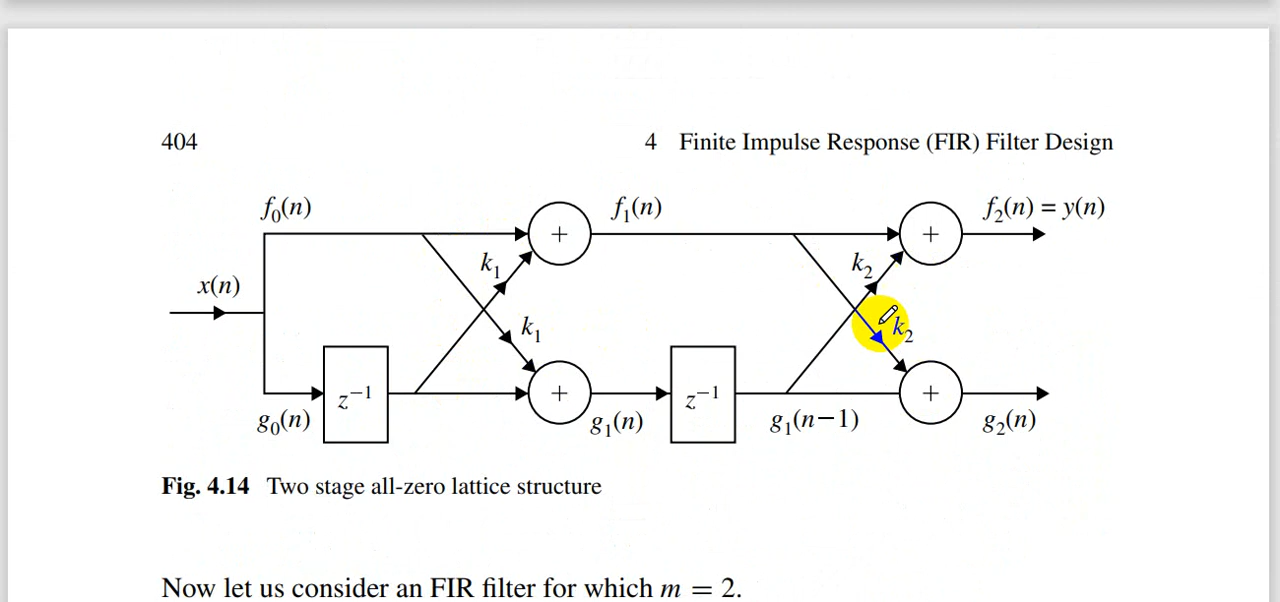 404
4 Finite Impulse Response (FIR) Filter Design
f₀(n)
f₁(n)
f₂(n) = y(n)
+
+
k₁
k₂
x(n)
k₁
k₂
z⁻¹
+
z⁻¹
+
g₀(n)
g₁(n)
g₁(n−1)
g₂(n)
Fig. 4.14 Two stage all-zero lattice structure
Now let us consider an FIR filter for which m = 2.